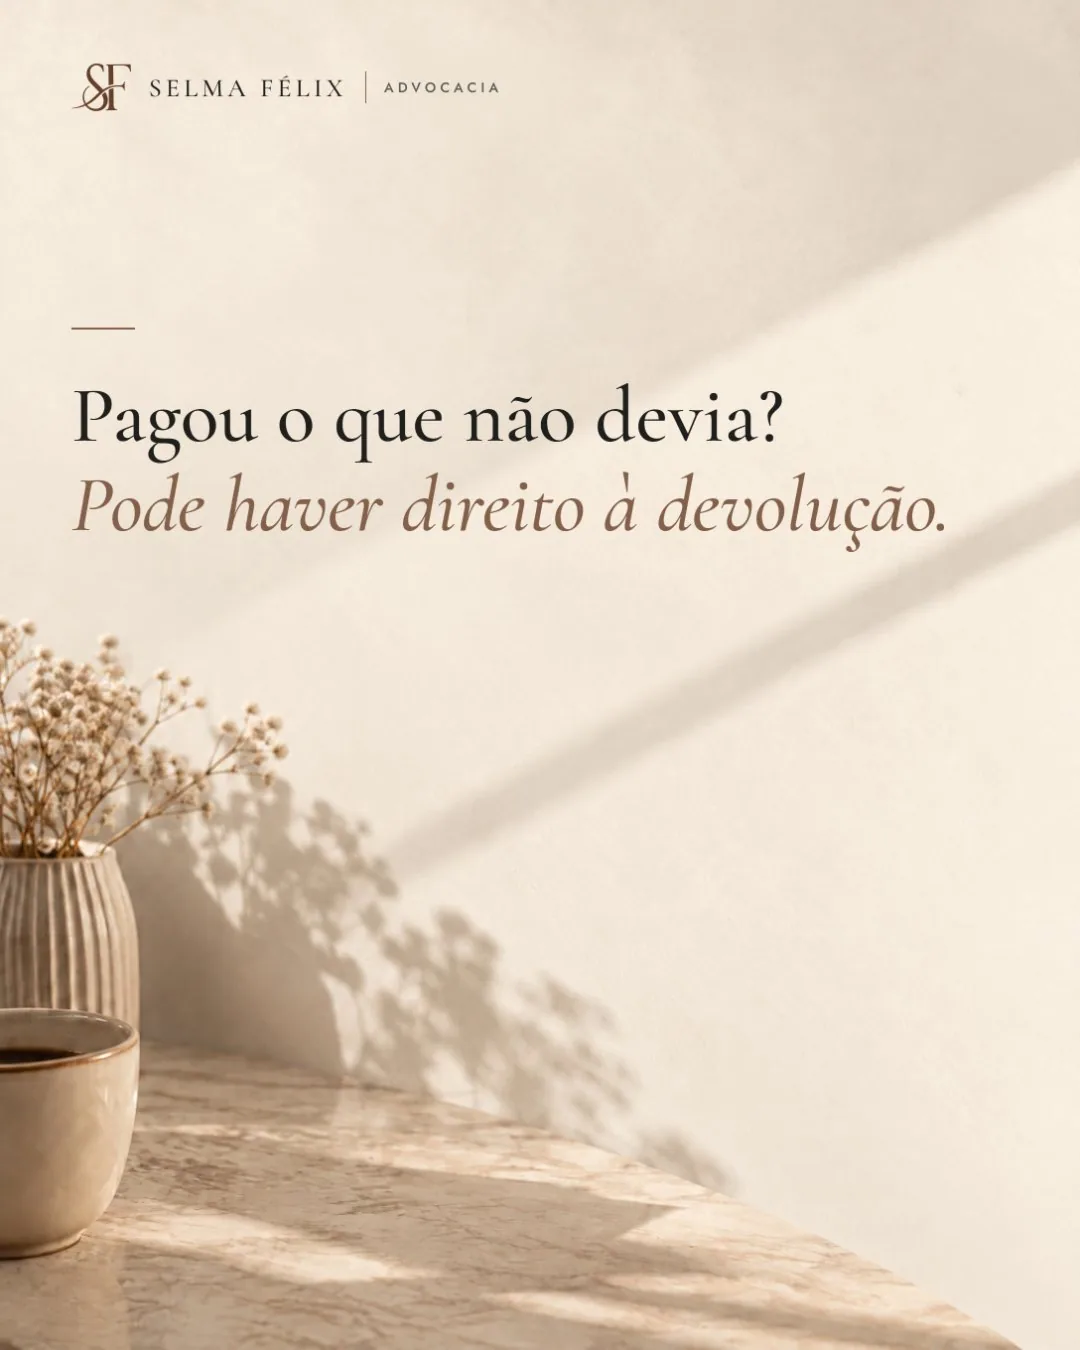 SF SELMA FÉLIX | ADVOCACIA
Pagou o que não devia?
Pode haver direito à devolução.